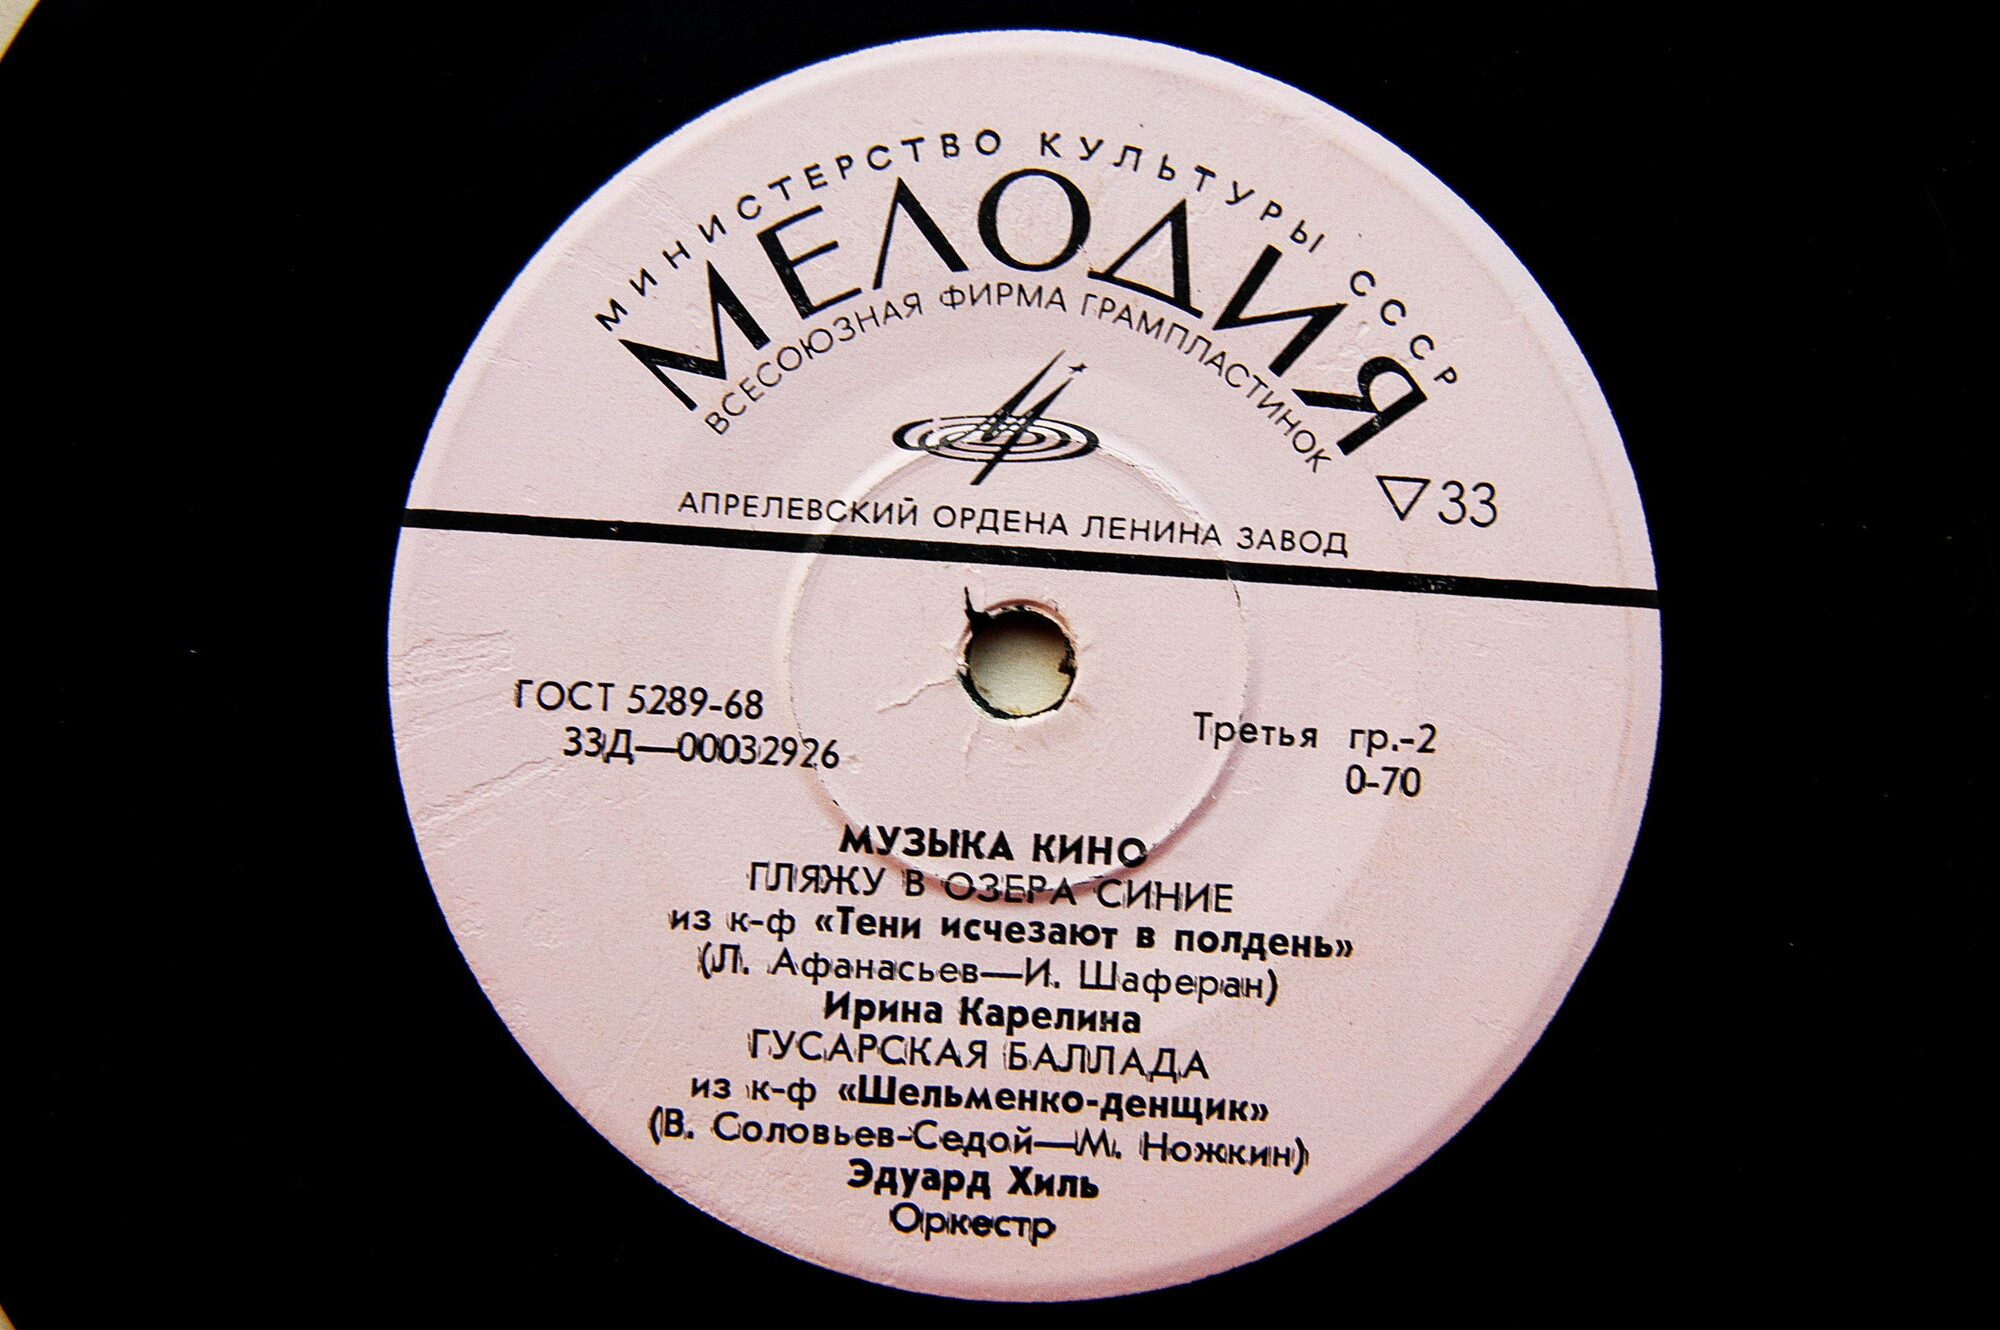 МИНИСТЕРСТВО КУЛЬТУРЫ СССР
МЕЛОДИЯ
ВСЕСОЮЗНАЯ ФИРМА ГРАМПЛАСТИНОК
▽33
АПРЕЛЕВСКИЙ ОРДЕНА ЛЕНИНА ЗАВОД
ГОСТ 5289-68
33Д—00032926
Третья гр.-2
0-70
МУЗЫКА КИНО
ГЛЯЖУ В ОЗЕРА СИНИЕ
из к-ф «Тени исчезают в полдень»
(Л. Афанасьев—И. Шаферан)
Ирина Карелина
ГУСАРСКАЯ БАЛЛАДА
из к-ф «Шельменко-денщик»
(В. Соловьев-Седой—М. Ножкин)
Эдуард Хиль
Оркестр